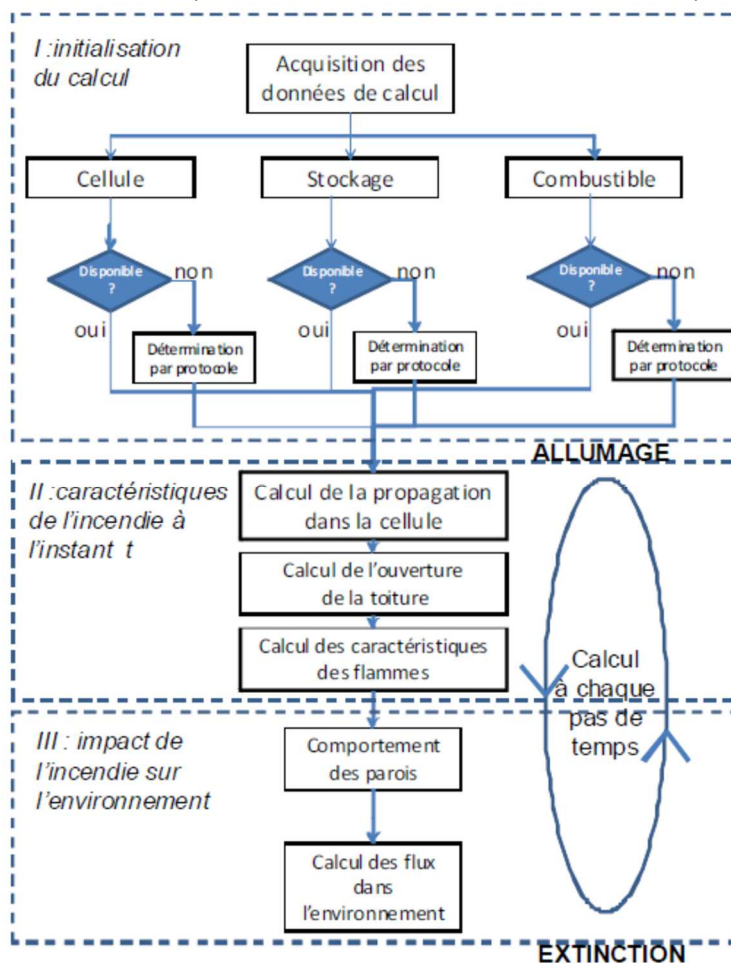 I :initialisation
du calcul
Acquisition des
données de calcul
Cellule
Stockage
Combustible
Disponible
?
non
oui
Disponible
?
non
oui
Disponible
?
non
oui
Détermination
par protocole
Détermination
par protocole
Détermination
par protocole
ALLUMAGE
II :caractéristiques
de l'incendie à
l'instant t
Calcul de la propagation
dans la cellule
Calcul de l'ouverture
de la toiture
Calcul des caractéristiques
des flammes
Calcul
à chaque
pas de
temps
III : impact de
l'incendie sur
l'environnement
Comportement
des parois
Calcul des flux
dans
l'environnement
EXTINCTION